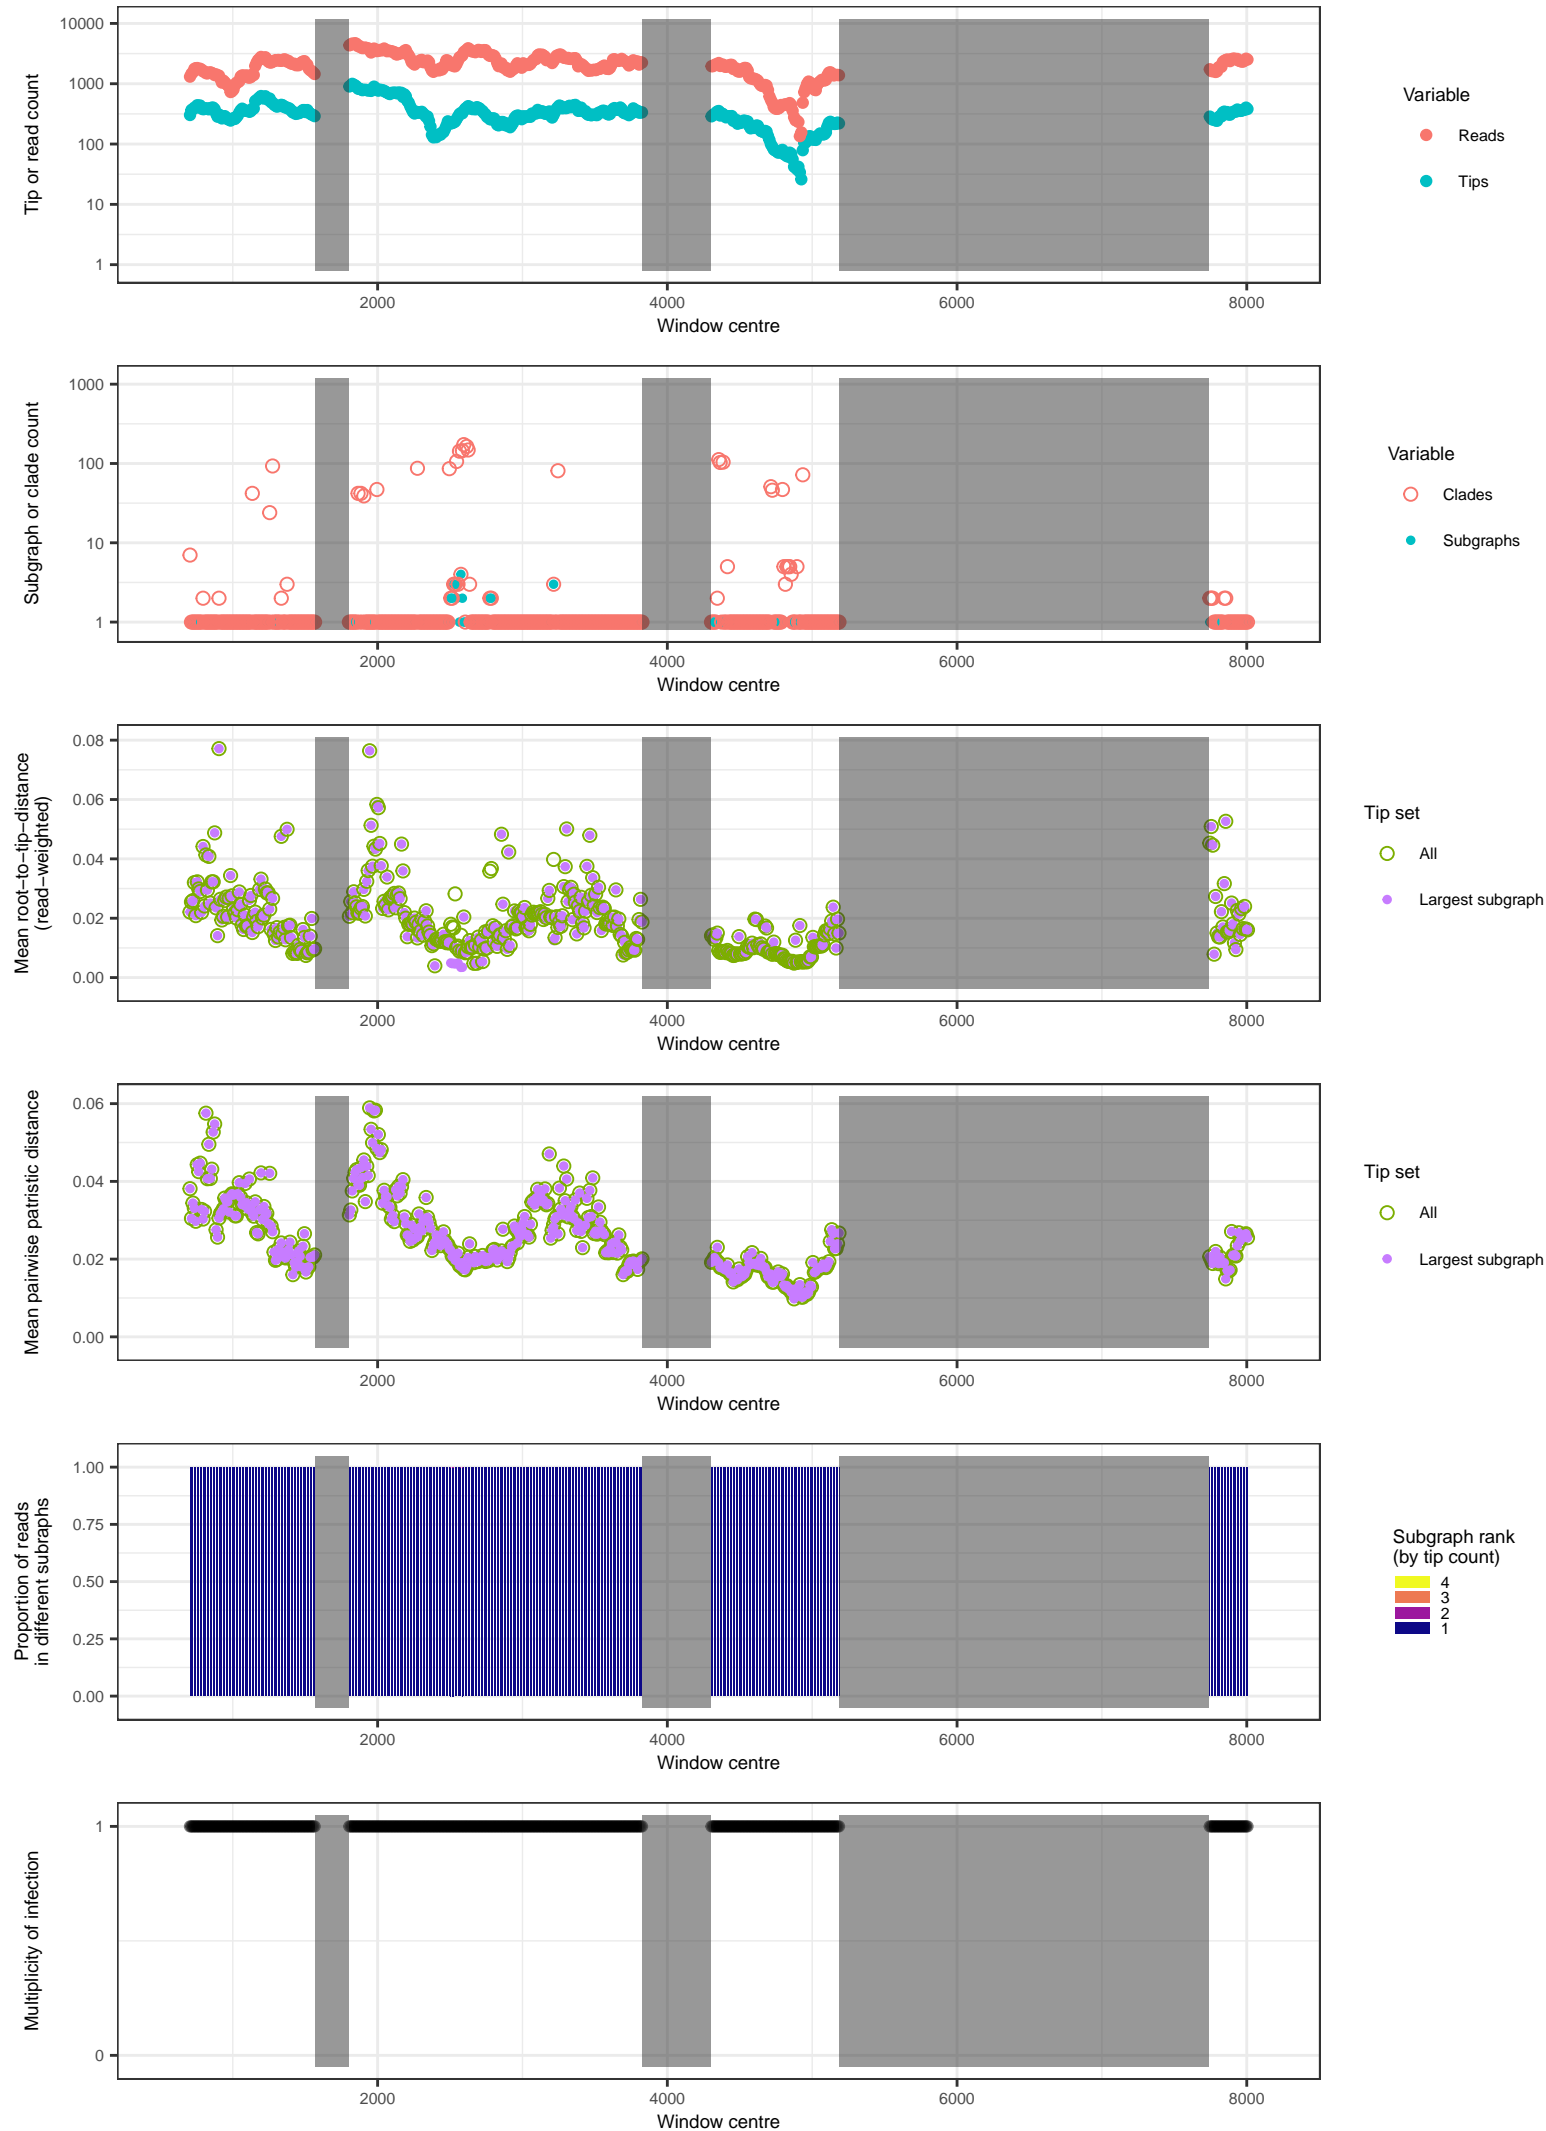 10000
1000
100
10
1
Tip or read count
2000
4000
6000
8000
Window centre
Variable
Reads
Tips
1000
100
10
1
Subgraph or clade count
2000
4000
6000
8000
Window centre
Variable
Clades
Subgraphs
0.08
0.06
0.04
0.02
0.00
Mean root−to−tip−distance
(read−weighted)
2000
4000
6000
8000
Window centre
Tip set
All
Largest subgraph
0.06
0.04
0.02
0.00
Mean pairwise patristic distance
2000
4000
6000
8000
Window centre
Tip set
All
Largest subgraph
1.00
0.75
0.50
0.25
0.00
Proportion of reads
in different subraphs
2000
4000
6000
8000
Window centre
Subgraph rank
(by tip count)
4
3
2
1
1
0
Multiplicity of infection
2000
4000
6000
8000
Window centre